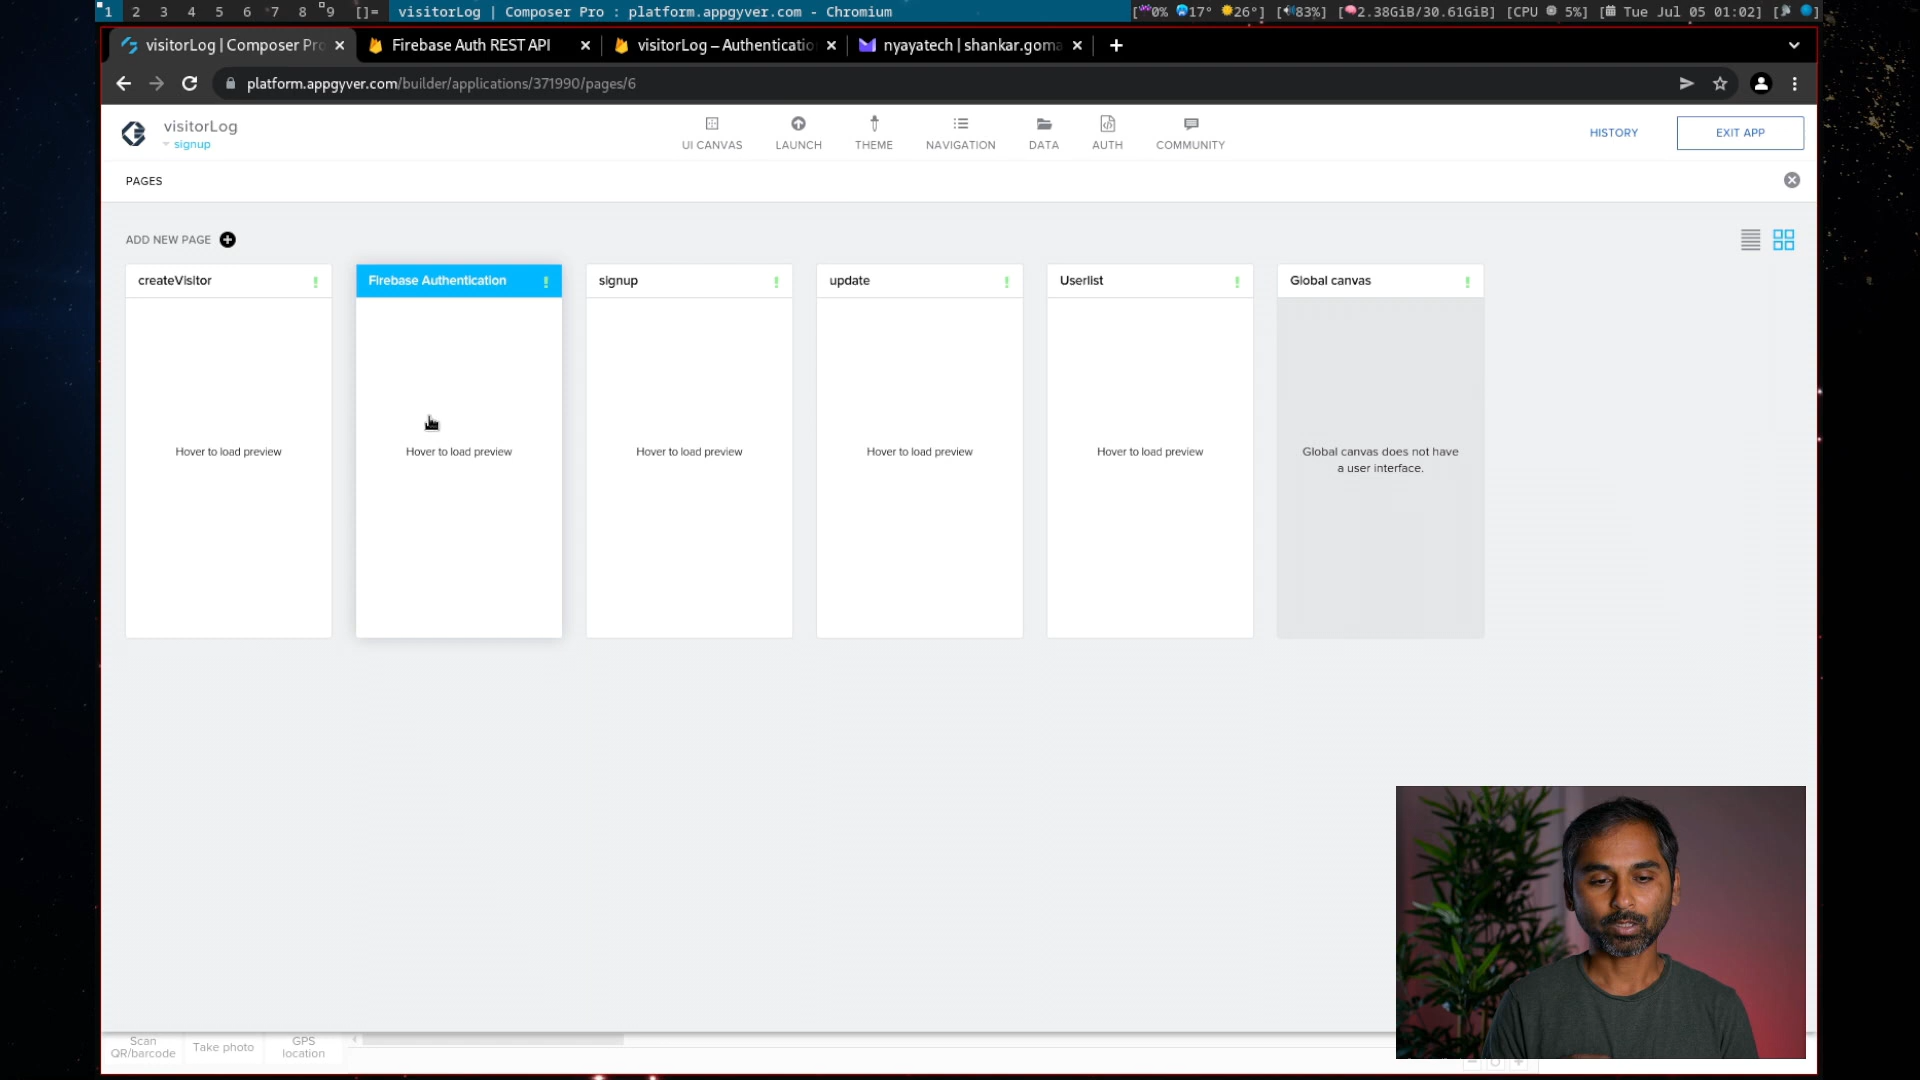 1 2 3 4 5 6 7 8 9 []= visitorLog | Composer Pro : platform.appgyver.com - Chromium [ 0% 17° 26°] [ 83%] [ 2.38GiB/30.61GiB] [CPU 5%] [ Tue Jul 05 01:02] [ ]
visitorLog | Composer Pro
Firebase Auth REST API
visitorLog – Authenticatio
nyayatech | shankar.goma
platform.appgyver.com/builder/applications/371990/pages/6
visitorLog
signup
UI CANVAS
LAUNCH
THEME
NAVIGATION
DATA
AUTH
COMMUNITY
HISTORY
EXIT APP
PAGES
ADD NEW PAGE
createVisitor
Firebase Authentication
signup
update
Userlist
Global canvas
Hover to load preview
Hover to load preview
Hover to load preview
Hover to load preview
Hover to load preview
Global canvas does not have
a user interface.
Scan
QR/barcode
Take photo
GPS
location